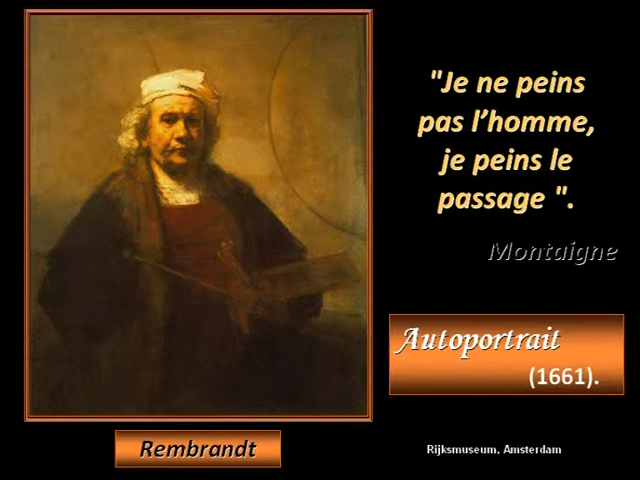 "Je ne peins
pas l’homme,
je peins le
passage ".
Montaigne
Autoportrait
(1661).
Rembrandt
Rijksmuseum, Amsterdam